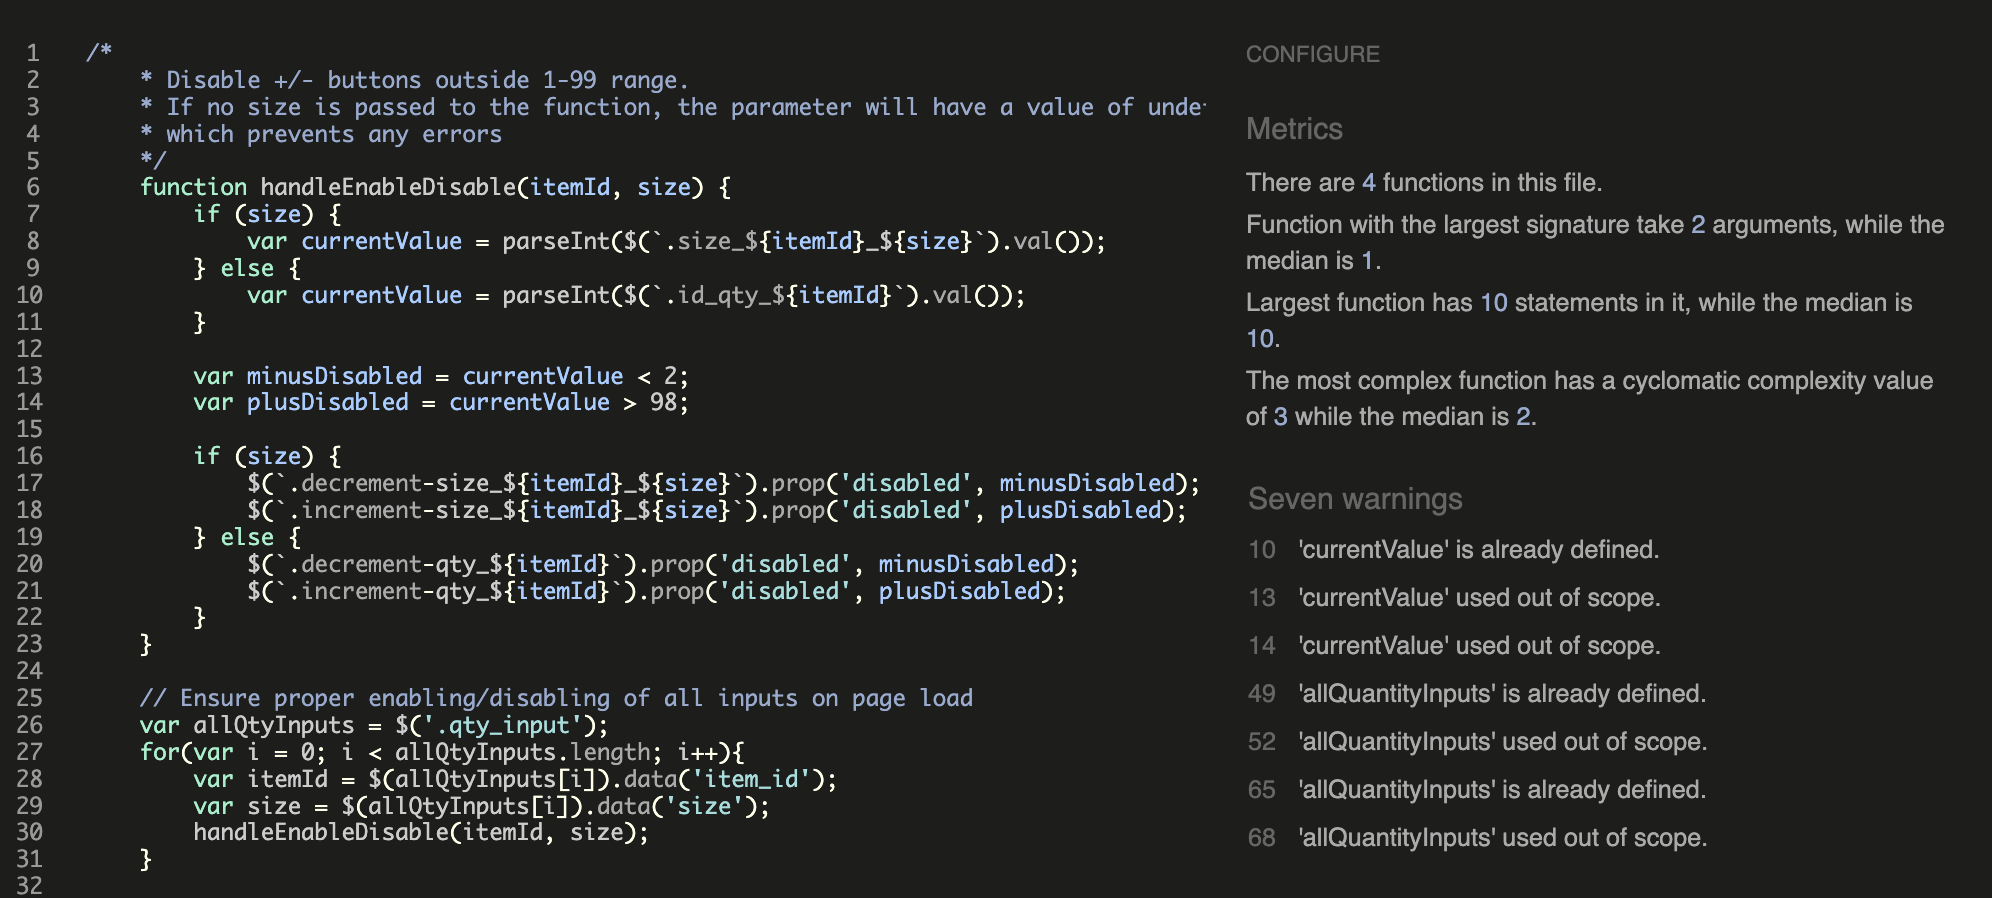 1 /*
2 * Disable +/- buttons outside 1-99 range.
3 * If no size is passed to the function, the parameter will have a value of unde
4 * which prevents any errors
5 */
6 function handleEnableDisable(itemId, size) {
7 if (size) {
8 var currentValue = parseInt($(`.size_${itemId}_${size}`).val());
9 } else {
10 var currentValue = parseInt($(`.id_qty_${itemId}`).val());
11 }
12
13 var minusDisabled = currentValue < 2;
14 var plusDisabled = currentValue > 98;
15
16 if (size) {
17 $(`.decrement-size_${itemId}_${size}`).prop('disabled', minusDisabled);
18 $(`.increment-size_${itemId}_${size}`).prop('disabled', plusDisabled);
19 } else {
20 $(`.decrement-qty_${itemId}`).prop('disabled', minusDisabled);
21 $(`.increment-qty_${itemId}`).prop('disabled', plusDisabled);
22 }
23 }
24
25 // Ensure proper enabling/disabling of all inputs on page load
26 var allQtyInputs = $('.qty_input');
27 for(var i = 0; i < allQtyInputs.length; i++){
28 var itemId = $(allQtyInputs[i]).data('item_id');
29 var size = $(allQtyInputs[i]).data('size');
30 handleEnableDisable(itemId, size);
31 }
32
CONFIGURE
Metrics
There are 4 functions in this file.
Function with the largest signature take 2 arguments, while the
median is 1.
Largest function has 10 statements in it, while the median is
10.
The most complex function has a cyclomatic complexity value
of 3 while the median is 2.
Seven warnings
10 'currentValue' is already defined.
13 'currentValue' used out of scope.
14 'currentValue' used out of scope.
49 'allQuantityInputs' is already defined.
52 'allQuantityInputs' used out of scope.
65 'allQuantityInputs' is already defined.
68 'allQuantityInputs' used out of scope.